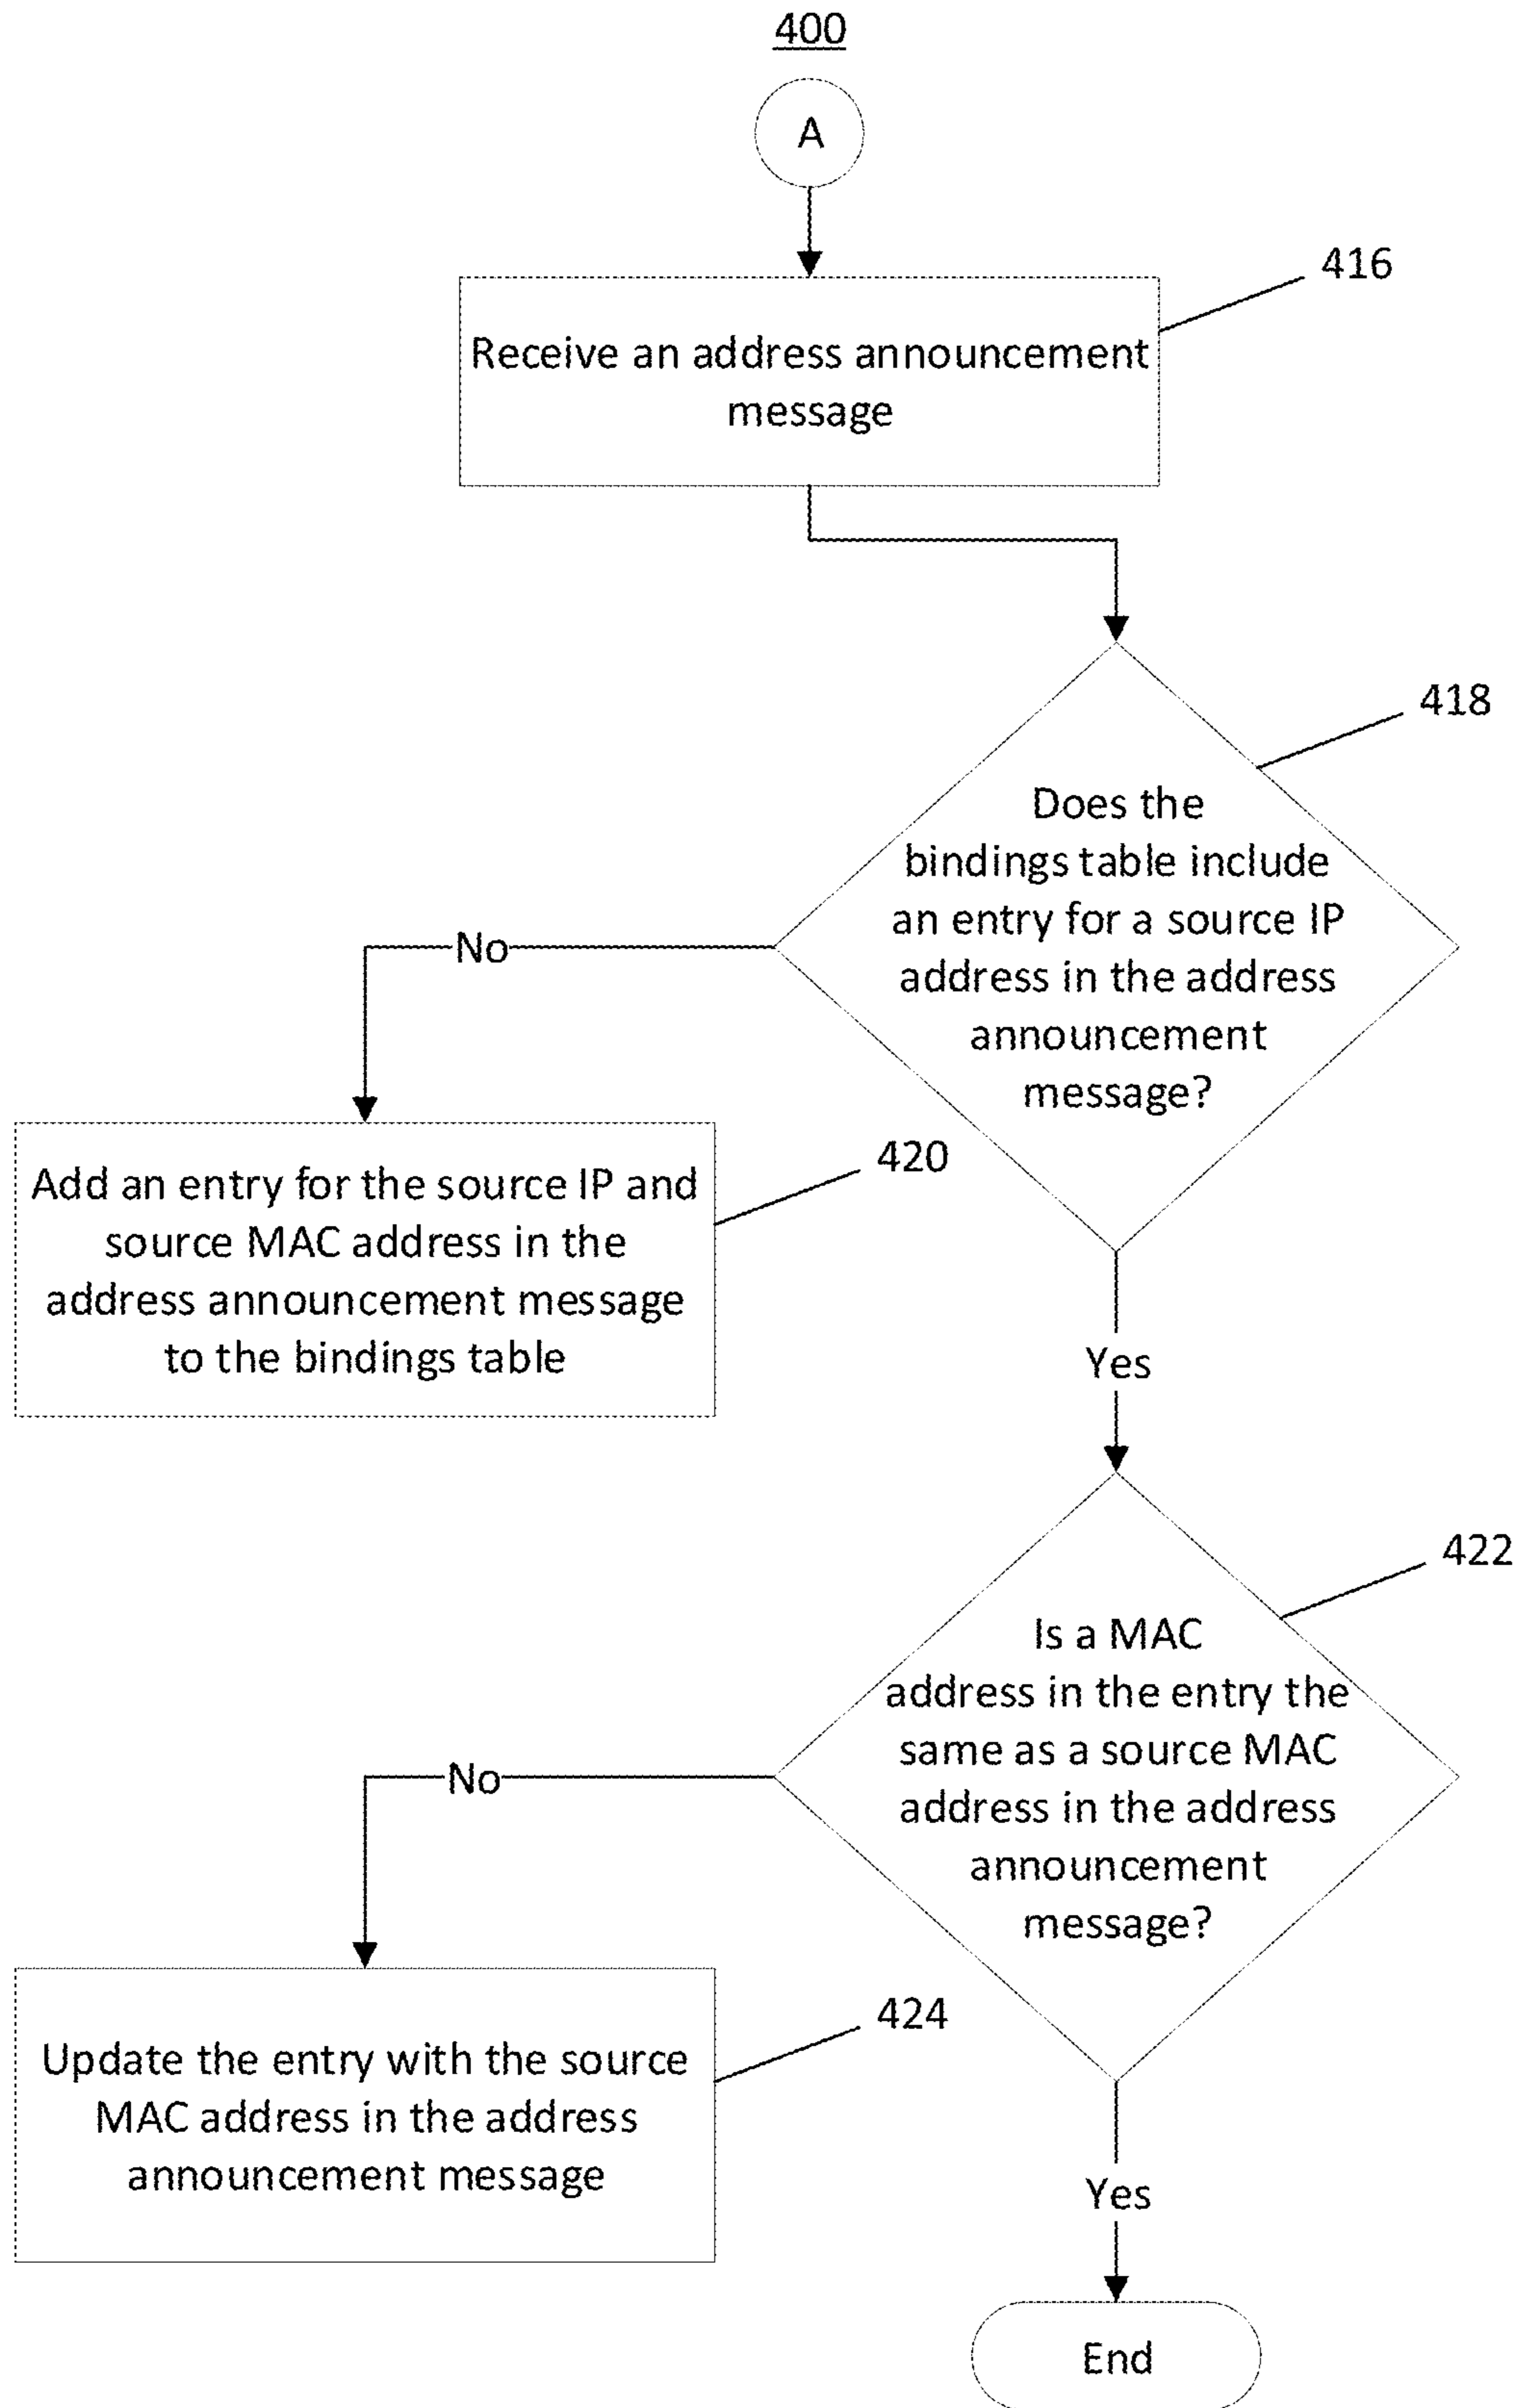 400
A
416
Receive an address announcement
message
418
Does the
bindings table include
an entry for a source IP
address in the address
announcement
message?
No
420
Add an entry for the source IP and
source MAC address in the
address announcement message
to the bindings table
Yes
422
Is a MAC
address in the entry the
same as a source MAC
address in the address
announcement
message?
No
424
Update the entry with the source
MAC address in the address
announcement message
Yes
End